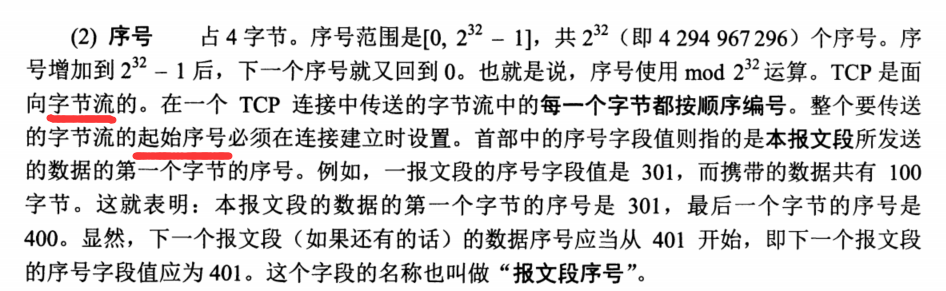 (2) 序号 占 4 字节。序号范围是[0, 2³² – 1]，共 2³²（即 4 294 967 296）个序号。序
号增加到 2³² – 1 后，下一个序号就又回到 0。也就是说，序号使用 mod 2³² 运算。TCP 是面
向字节流的。在一个 TCP 连接中传送的字节流中的每一个字节都按顺序编号。整个要传送
的字节流的起始序号必须在连接建立时设置。首部中的序号字段值则指的是本报文段所发送
的数据的第一个字节的序号。例如，一报文段的序号字段值是 301，而携带的数据共有 100
字节。这就表明：本报文段的数据的第一个字节的序号是 301，最后一个字节的序号是
400。显然，下一个报文段（如果还有的话）的数据序号应当从 401 开始，即下一个报文段
的序号字段值应为 401。这个字段的名称也叫做“报文段序号”。